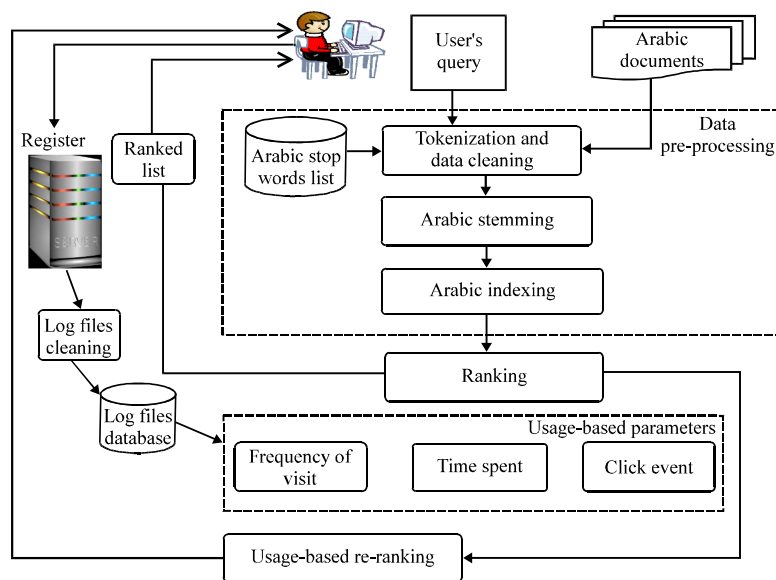 User's
query
Arabic
documents
Register
Ranked
list
Data
pre-processing
Arabic stop
words list
Tokenization and
data cleaning
Arabic stemming
Arabic indexing
SERVER
Log files
cleaning
Ranking
Log files
database
Usage-based parameters
Frequency of
visit
Time spent
Click event
Usage-based re-ranking